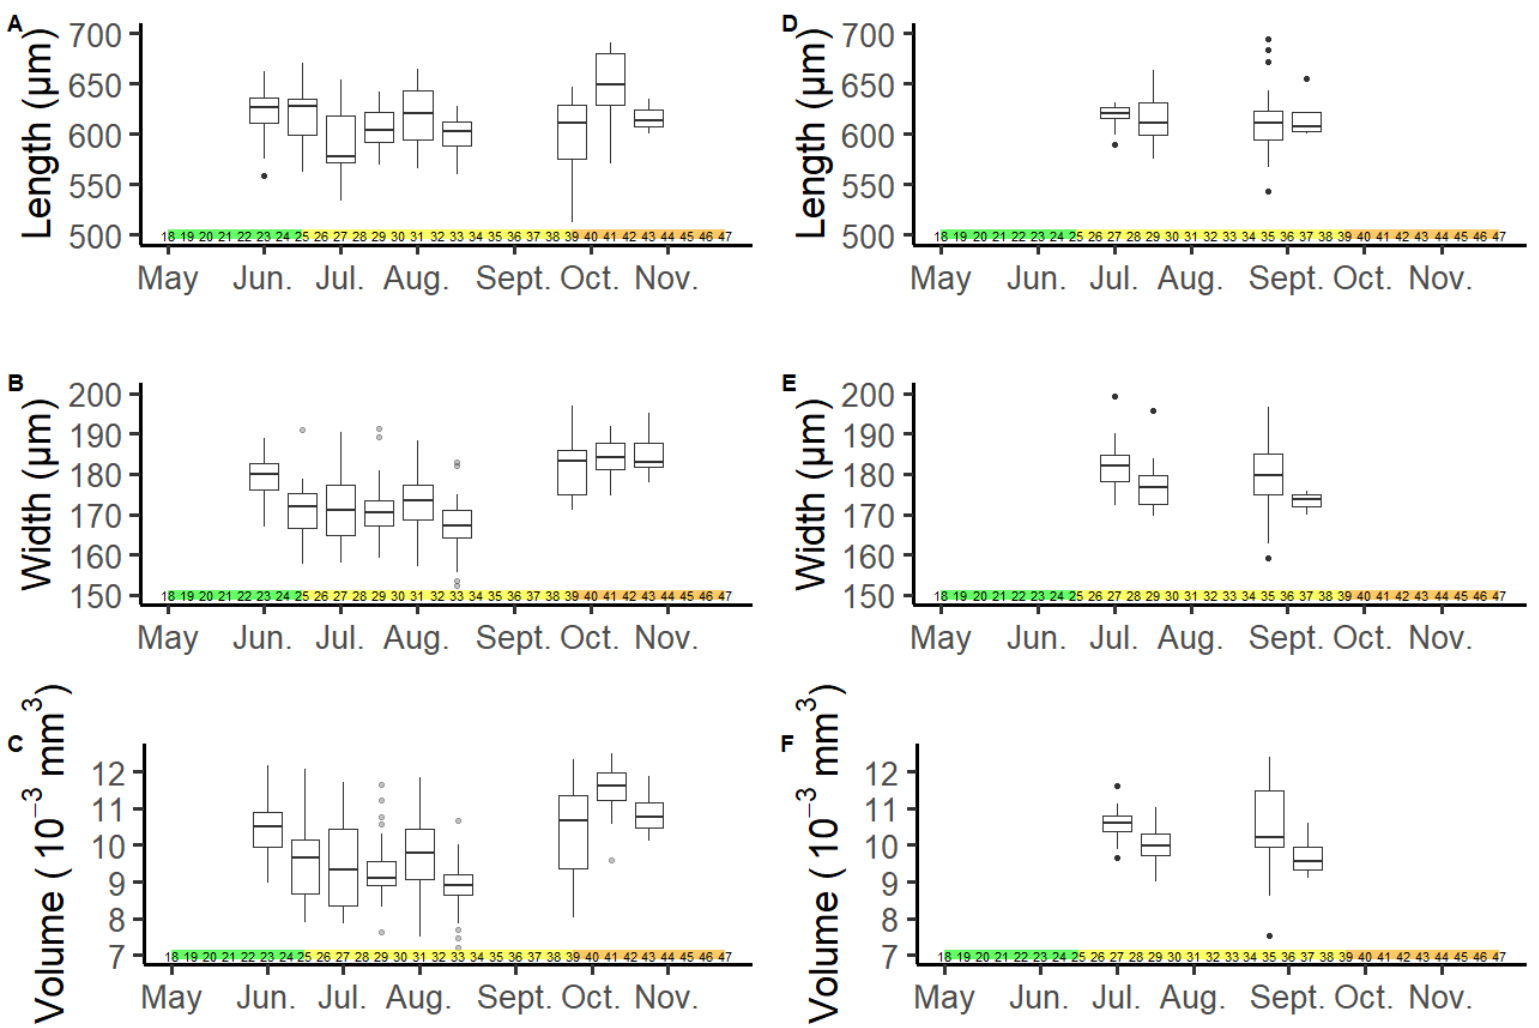 A
Length (µm)
700
650
600
550
500
18 19 20 21 22 23 24 25 26 27 28 29 30 31 32 33 34 35 36 37 38 39 40 41 42 43 44 45 46 47
May Jun. Jul. Aug. Sept. Oct. Nov.
D
Length (µm)
700
650
600
550
500
18 19 20 21 22 23 24 25 26 27 28 29 30 31 32 33 34 35 36 37 38 39 40 41 42 43 44 45 46 47
May Jun. Jul. Aug. Sept. Oct. Nov.
B
Width (µm)
200
190
180
170
160
150
18 19 20 21 22 23 24 25 26 27 28 29 30 31 32 33 34 35 36 37 38 39 40 41 42 43 44 45 46 47
May Jun. Jul. Aug. Sept. Oct. Nov.
E
Width (µm)
200
190
180
170
160
150
18 19 20 21 22 23 24 25 26 27 28 29 30 31 32 33 34 35 36 37 38 39 40 41 42 43 44 45 46 47
May Jun. Jul. Aug. Sept. Oct. Nov.
C
Volume ( 10⁻³ mm³)
12
11
10
9
8
7
18 19 20 21 22 23 24 25 26 27 28 29 30 31 32 33 34 35 36 37 38 39 40 41 42 43 44 45 46 47
May Jun. Jul. Aug. Sept. Oct. Nov.
F
Volume ( 10⁻³ mm³)
12
11
10
9
8
7
18 19 20 21 22 23 24 25 26 27 28 29 30 31 32 33 34 35 36 37 38 39 40 41 42 43 44 45 46 47
May Jun. Jul. Aug. Sept. Oct. Nov.